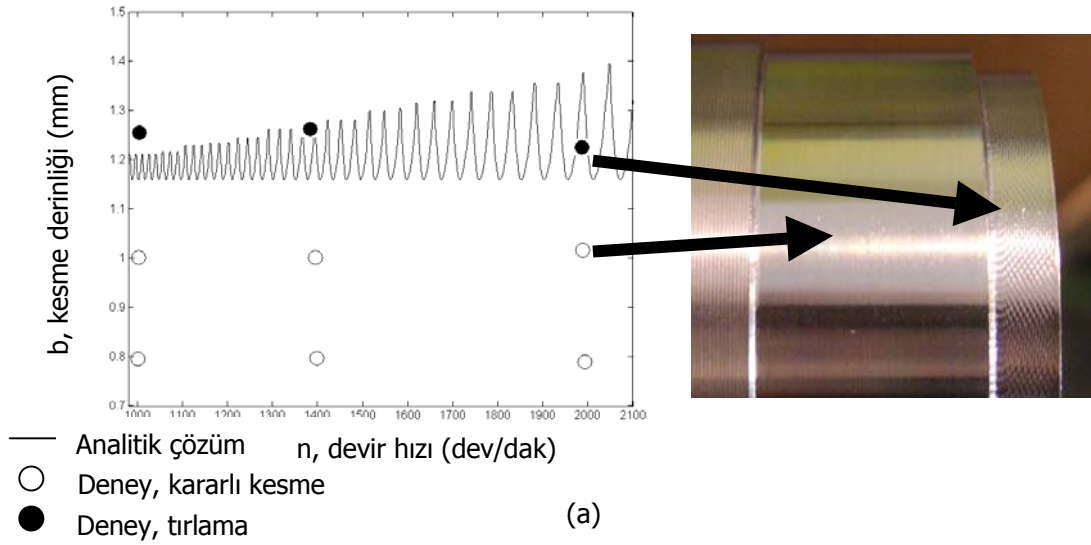 1.5
1.4
1.3
1.2
1.1
1
0.9
0.8
0.7
b, kesme derinliği (mm)
1000 1100 1200 1300 1400 1500 1600 1700 1800 1900 2000 2100
Analitik çözüm
n, devir hızı (dev/dak)
Deney, kararlı kesme
Deney, tırlama
(a)